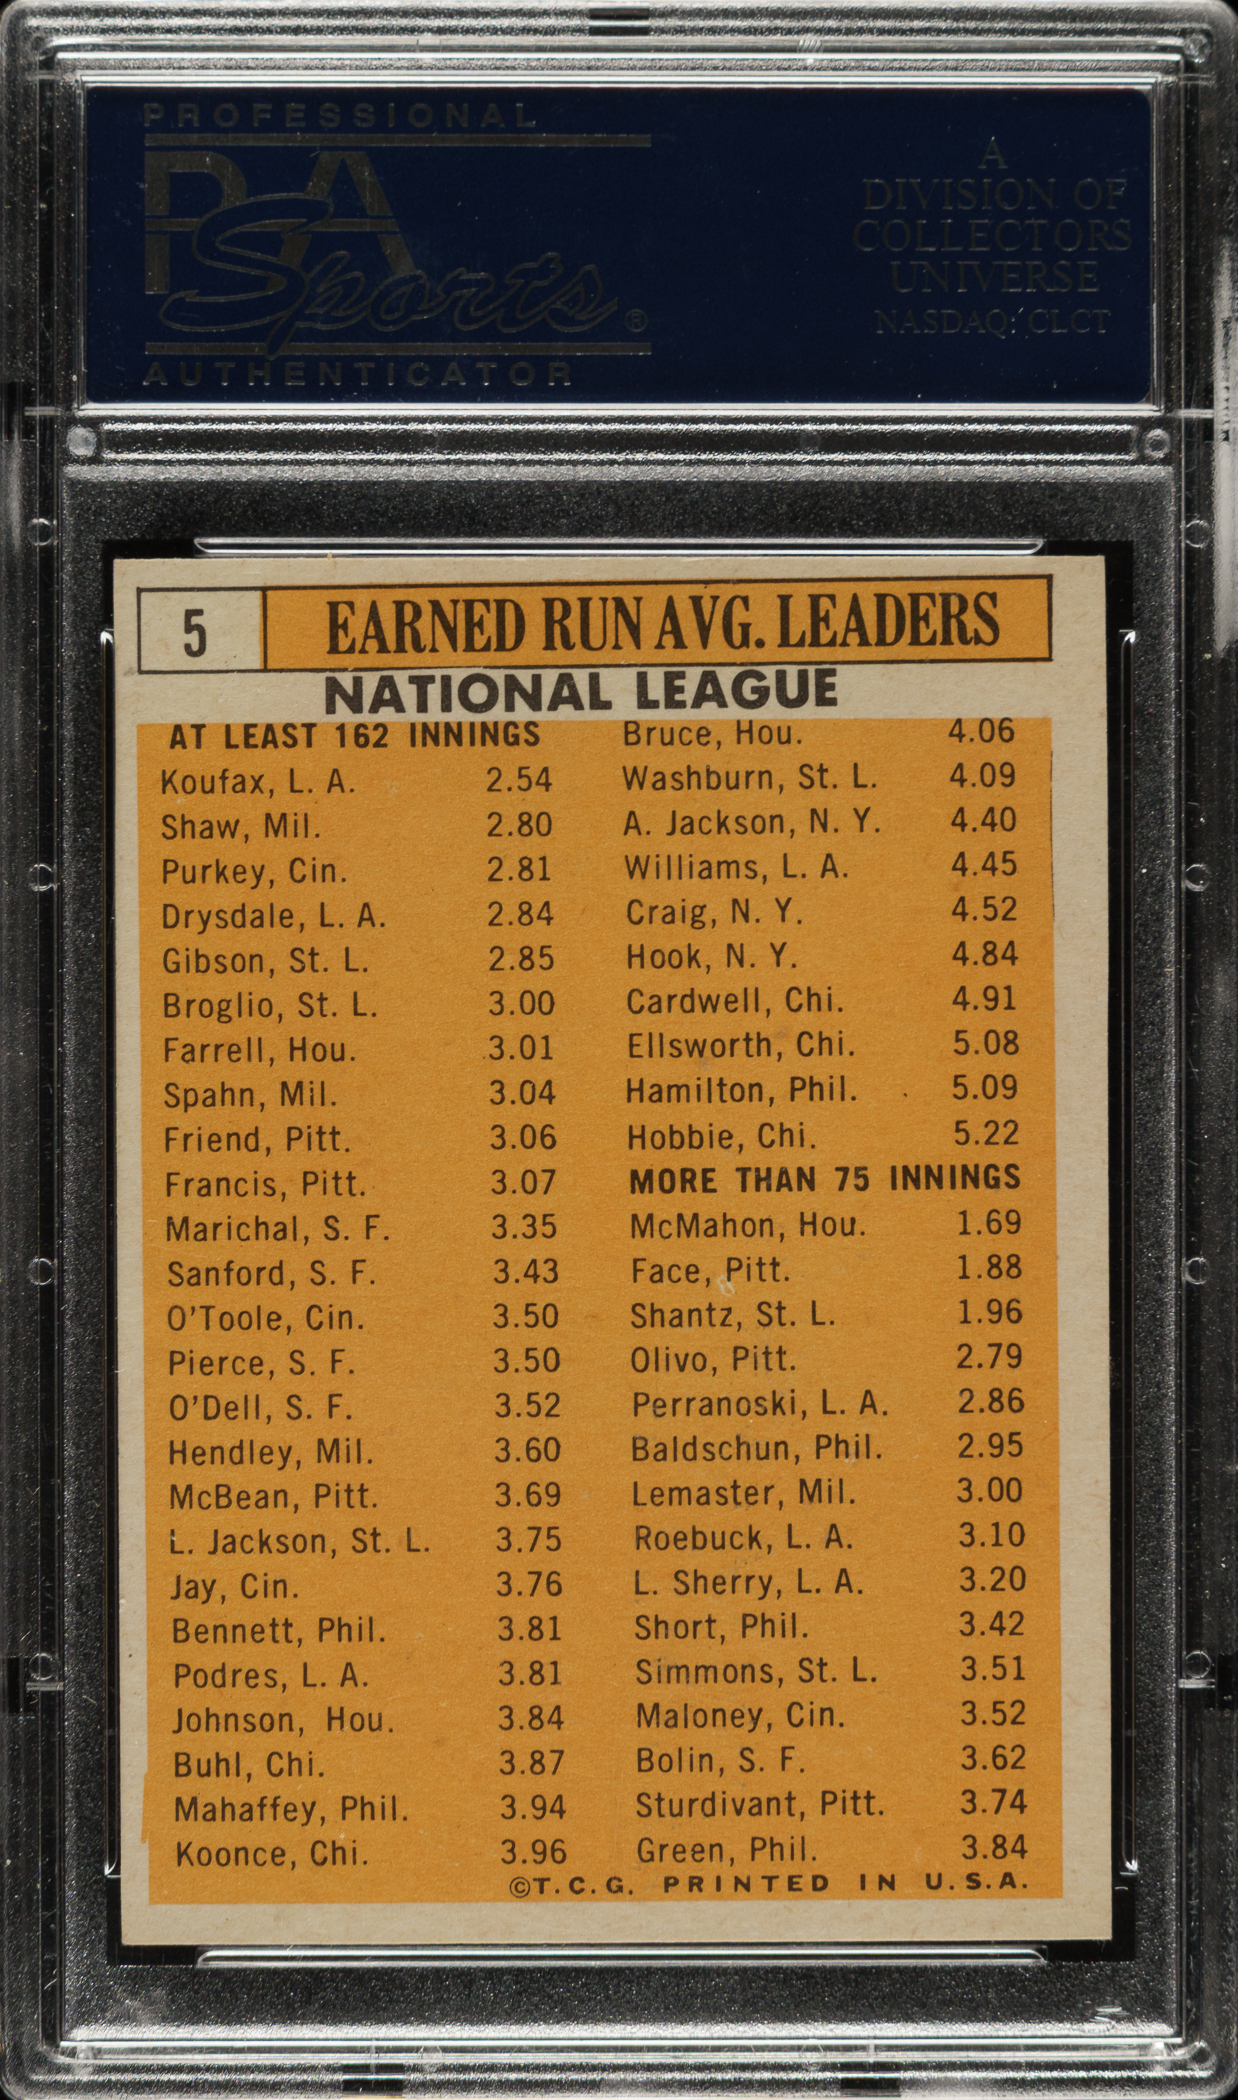 PROFESSIONAL
PSA
Sports®
AUTHENTICATOR
A
DIVISION OF
COLLECTORS
UNIVERSE
NASDAQ: CLCT
5
EARNED RUN AVG. LEADERS
NATIONAL LEAGUE
AT LEAST 162 INNINGS
Koufax, L. A. 2.54
Shaw, Mil. 2.80
Purkey, Cin. 2.81
Drysdale, L. A. 2.84
Gibson, St. L. 2.85
Broglio, St. L. 3.00
Farrell, Hou. 3.01
Spahn, Mil. 3.04
Friend, Pitt. 3.06
Francis, Pitt. 3.07
Marichal, S. F. 3.35
Sanford, S. F. 3.43
O'Toole, Cin. 3.50
Pierce, S. F. 3.50
O'Dell, S. F. 3.52
Hendley, Mil. 3.60
McBean, Pitt. 3.69
L. Jackson, St. L. 3.75
Jay, Cin. 3.76
Bennett, Phil. 3.81
Podres, L. A. 3.81
Johnson, Hou. 3.84
Buhl, Chi. 3.87
Mahaffey, Phil. 3.94
Koonce, Chi. 3.96
Bruce, Hou. 4.06
Washburn, St. L. 4.09
A. Jackson, N. Y. 4.40
Williams, L. A. 4.45
Craig, N. Y. 4.52
Hook, N. Y. 4.84
Cardwell, Chi. 4.91
Ellsworth, Chi. 5.08
Hamilton, Phil. 5.09
Hobbie, Chi. 5.22
MORE THAN 75 INNINGS
McMahon, Hou. 1.69
Face, Pitt. 1.88
Shantz, St. L. 1.96
Olivo, Pitt. 2.79
Perranoski, L. A. 2.86
Baldschun, Phil. 2.95
Lemaster, Mil. 3.00
Roebuck, L. A. 3.10
L. Sherry, L. A. 3.20
Short, Phil. 3.42
Simmons, St. L. 3.51
Maloney, Cin. 3.52
Bolin, S. F. 3.62
Sturdivant, Pitt. 3.74
Green, Phil. 3.84
©T.C.G. PRINTED IN U.S.A.